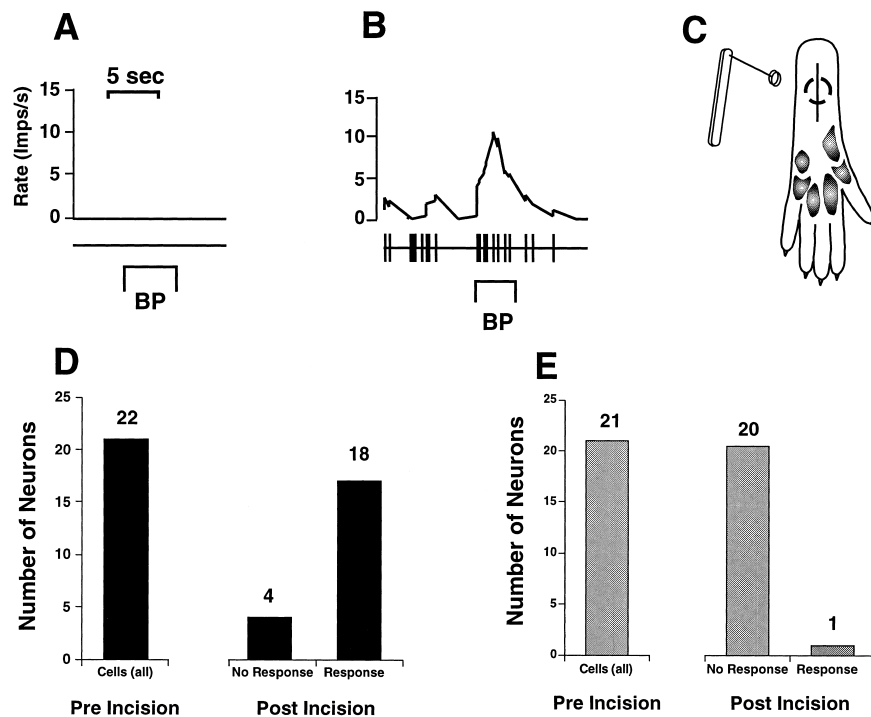 A
5 sec
Rate (Imps/s)
15
10
5
0
BP
B
15
10
5
0
BP
C
D
Number of Neurons
25
20
15
10
5
0
22
4
18
Cells (all)
No Response
Response
Pre Incision
Post Incision
E
Number of Neurons
25
20
15
10
5
0
21
20
1
Cells (all)
No Response
Response
Pre Incision
Post Incision